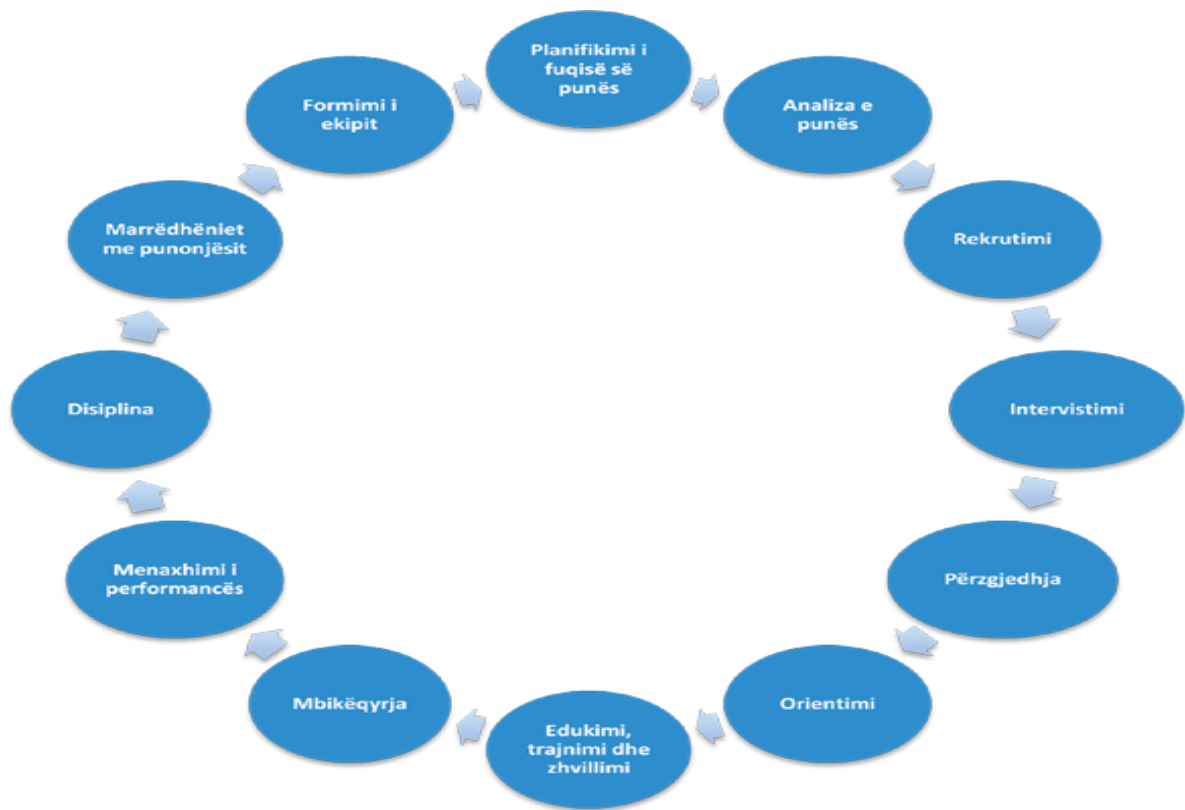 Planifikimi i
fuqisë së
punës
Analiza e
punës
Rekrutimi
Intervistimi
Përzgjedhja
Orientimi
Edukimi,
trajnimi dhe
zhvillimi
Mbikëqyrja
Menaxhimi i
performancës
Disiplina
Marrëdhëniet
me punonjësit
Formimi i
ekipit